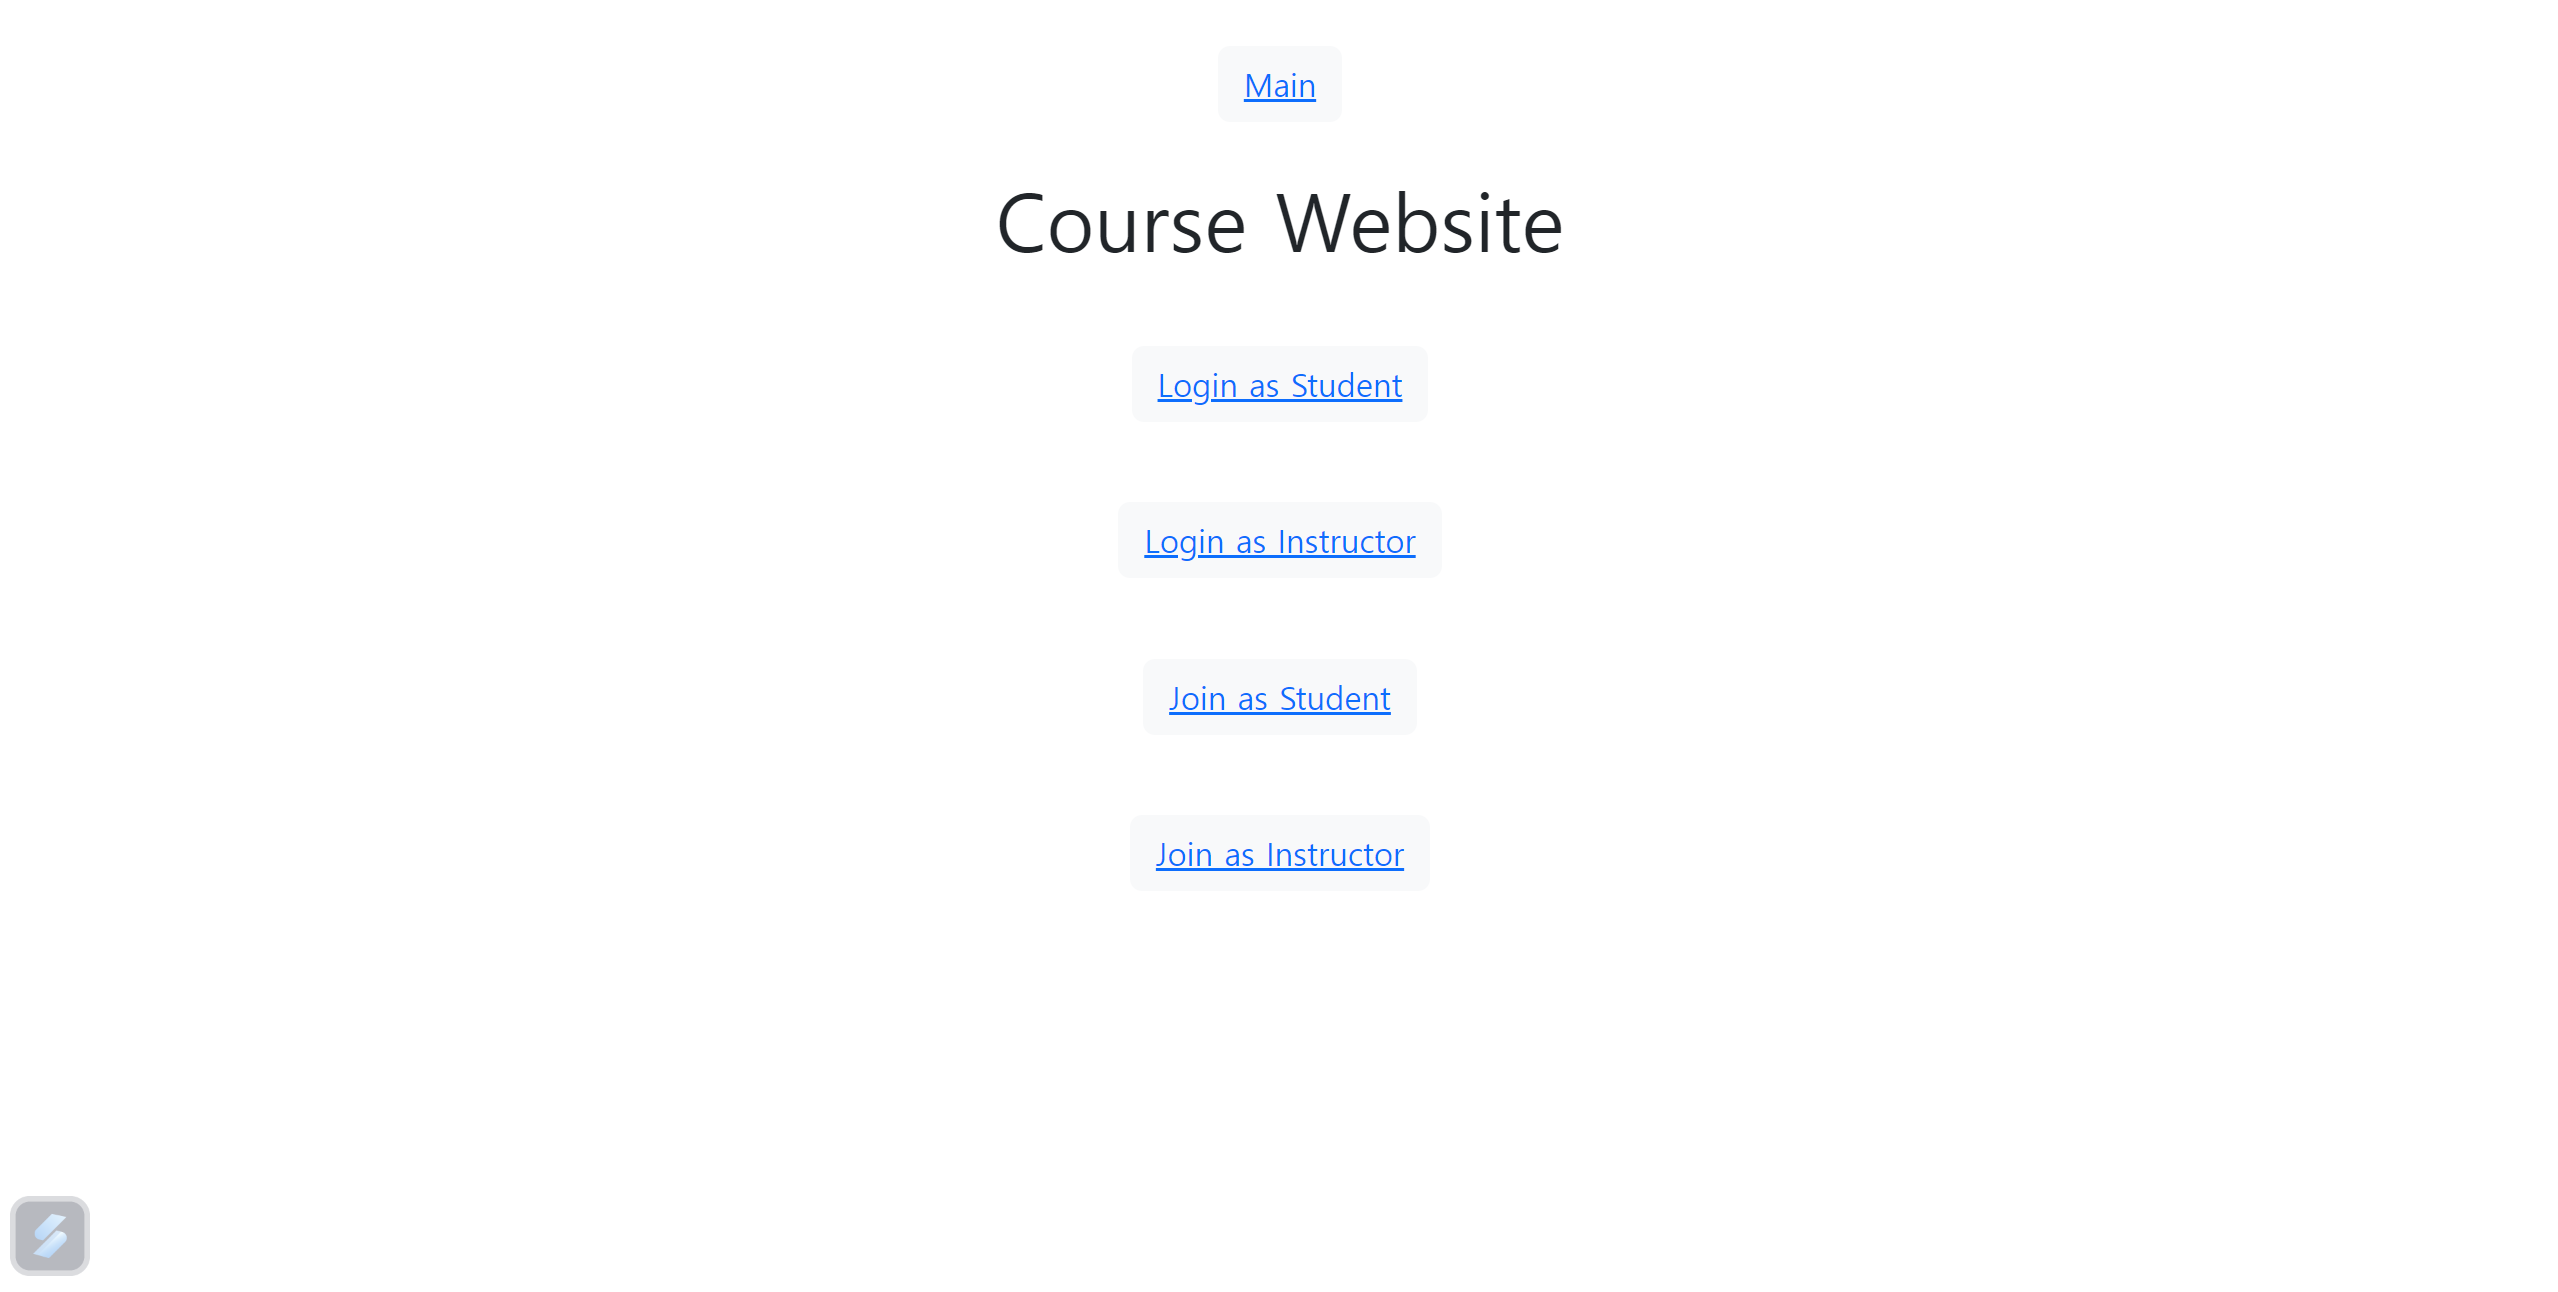 Main
Course Website
Login as Student
Login as Instructor
Join as Student
Join as Instructor